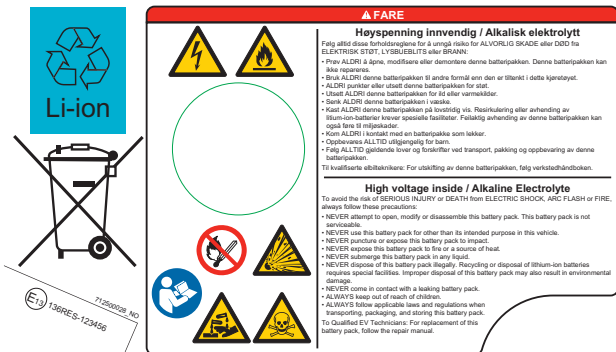 Li-ion
E13 136RES-123456
712500028_NO
FARE
Høyspenning innvendig / Alkalisk elektrolytt
Følg alltid disse forholdsreglene for å unngå risiko for ALVORLIG SKADE eller DØD fra
ELEKTRISK STØT, LYSBUEBLITS eller BRANN:
• Prøv ALDRI å åpne, modifisere eller demontere denne batteripakken. Denne batteripakken kan
ikke repareres.
• Bruk ALDRI denne batteripakken til andre formål enn den er tiltenkt i dette kjøretøyet.
• ALDRI punkter eller utsett denne batteripakken for støt.
• Utsett ALDRI denne batteripakken for ild eller varmekilder.
• Senk ALDRI denne batteripakken i væske.
• Kast ALDRI denne batteripakken på lovstridig vis. Resirkulering eller avhending av
litium-ion-batterier krever spesielle fasiliteter. Feilaktig avhending av denne batteripakken kan
også føre til miljøskader.
• Kom ALDRI i kontakt med en batteripakke som lekker.
• Oppbevares ALLTID utilgjengelig for barn.
• Følg ALLTID gjeldende lover og forskrifter ved transport, pakking og oppbevaring av denne
batteripakken.
Til kvalifiserte elbilteknikere: For utskifting av denne batteripakken, følg verkstedhåndboken.
High voltage inside / Alkaline Electrolyte
To avoid the risk of SERIOUS INJURY or DEATH from ELECTRIC SHOCK, ARC FLASH or FIRE,
always follow these precautions:
• NEVER attempt to open, modify or disassemble this battery pack. This battery pack is not
serviceable.
• NEVER use this battery pack for other than its intended purpose in this vehicle.
• NEVER puncture or expose this battery pack to impact.
• NEVER expose this battery pack to fire or a source of heat.
• NEVER submerge this battery pack in any liquid.
• NEVER dispose of this battery pack illegally. Recycling or disposal of lithium-ion batteries
requires special facilities. Improper disposal of this battery pack may also result in environmental
damage.
• NEVER come in contact with a leaking battery pack.
• ALWAYS keep out of reach of children.
• ALWAYS follow applicable laws and regulations when
transporting, packaging, and storing this battery pack.
To Qualified EV Technicians: For replacement of this
battery pack, follow the repair manual.